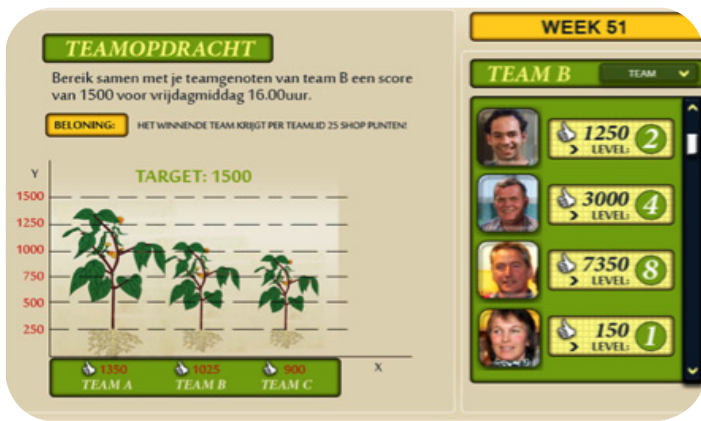 TEAMOPDRACHT
Bereik samen met je teamgenoten van team B een score
van 1500 voor vrijdagmiddag 16.00uur.
BELONING: HET WINNENDE TEAM KRIJGT PER TEAMLID 25 SHOP PUNTEN!
Y
TARGET: 1500
1500
1250
1000
750
500
250
X
1350 1025 900
TEAM A TEAM B TEAM C
WEEK 51
TEAM B TEAM
1250 2
> LEVEL:
3000 4
> LEVEL:
7350 8
> LEVEL:
150 1
> LEVEL: